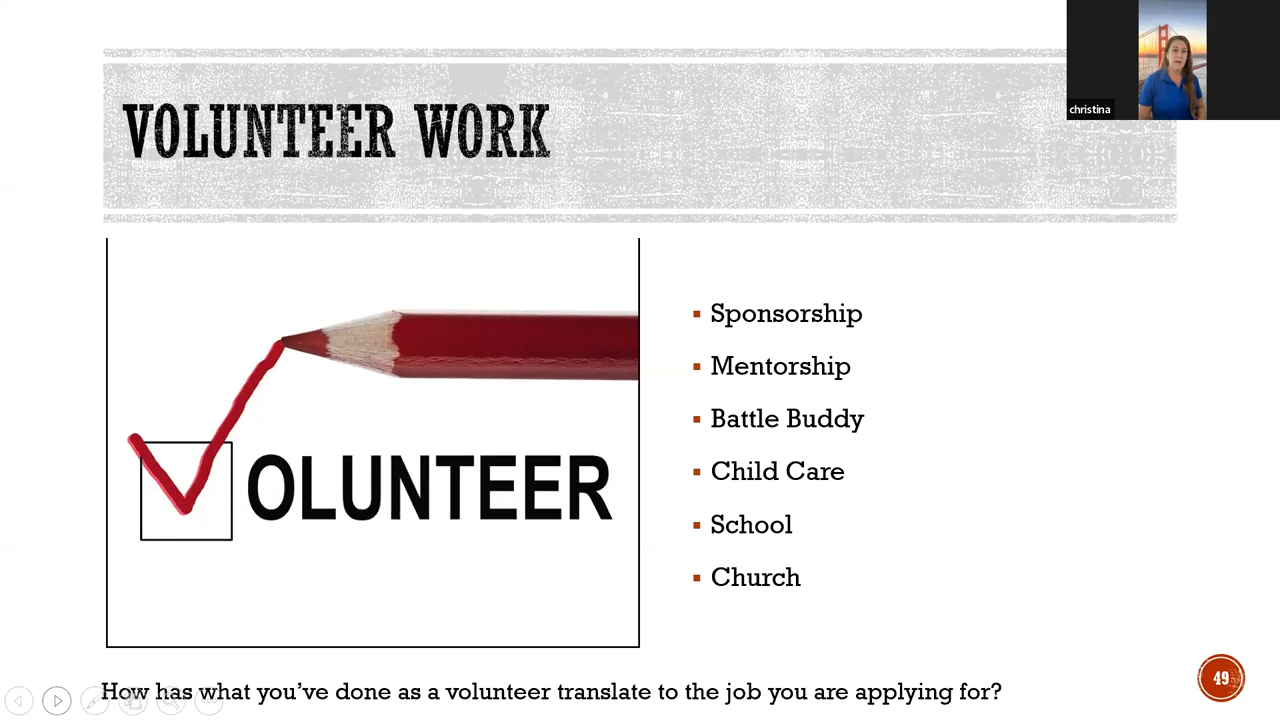 VOLUNTEER WORK
christina
OLUNTEER
Sponsorship
Mentorship
Battle Buddy
Child Care
School
Church
How has what you’ve done as a volunteer translate to the job you are applying for?
49